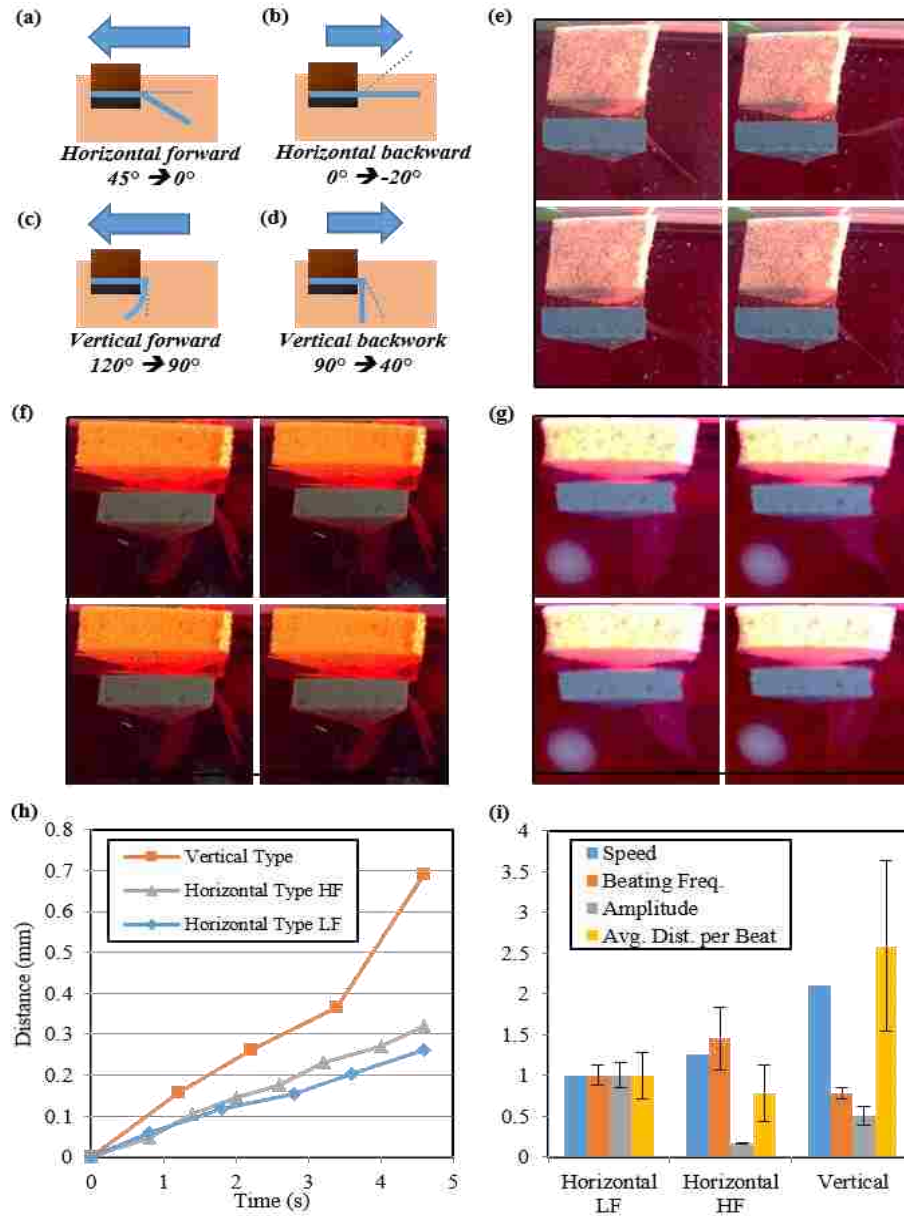 (a)
Horizontal forward
45° ➔ 0°
(b)
Horizontal backward
0° ➔ -20°
(c)
Vertical forward
120° ➔ 90°
(d)
Vertical backwork
90° ➔ 40°
(e)
(f)
(g)
(h)
0.8
0.7
0.6
0.5
0.4
0.3
0.2
0.1
0
Distance (mm)
Vertical Type
Horizontal Type HF
Horizontal Type LF
0 1 2 3 4 5
Time (s)
(i)
4
3.5
3
2.5
2
1.5
1
0.5
0
Speed
Beating Freq.
Amplitude
Avg. Dist. per Beat
Horizontal LF
Horizontal HF
Vertical